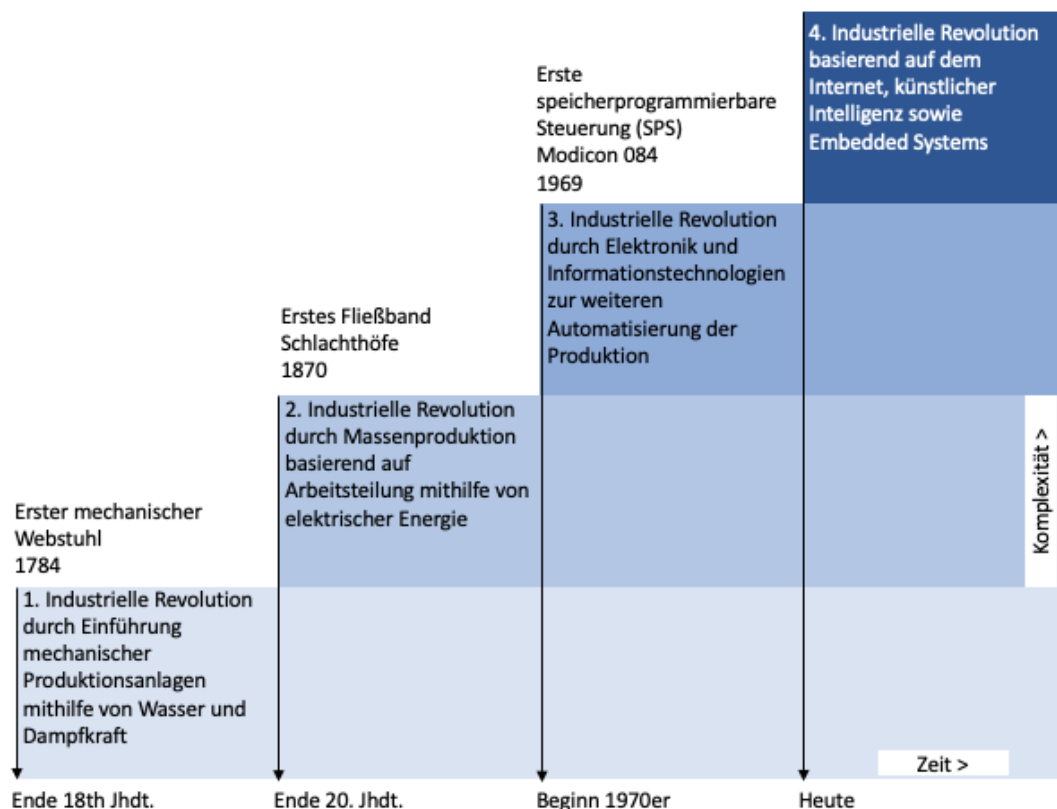 4. Industrielle Revolution
basierend auf dem
Internet, künstlicher
Intelligenz sowie
Embedded Systems
Erste
speicherprogrammierbare
Steuerung (SPS)
Modicon 084
1969
3. Industrielle Revolution
durch Elektronik und
Informationstechnologien
zur weiteren
Automatisierung der
Produktion
Erstes Fließband
Schlachthöfe
1870
2. Industrielle Revolution
durch Massenproduktion
basierend auf
Arbeitsteilung mithilfe von
elektrischer Energie
Komplexität >
Erster mechanischer
Webstuhl
1784
1. Industrielle Revolution
durch Einführung
mechanischer
Produktionsanlagen
mithilfe von Wasser und
Dampfkraft
Zeit >
Ende 18th Jhdt.
Ende 20. Jhdt.
Beginn 1970er
Heute